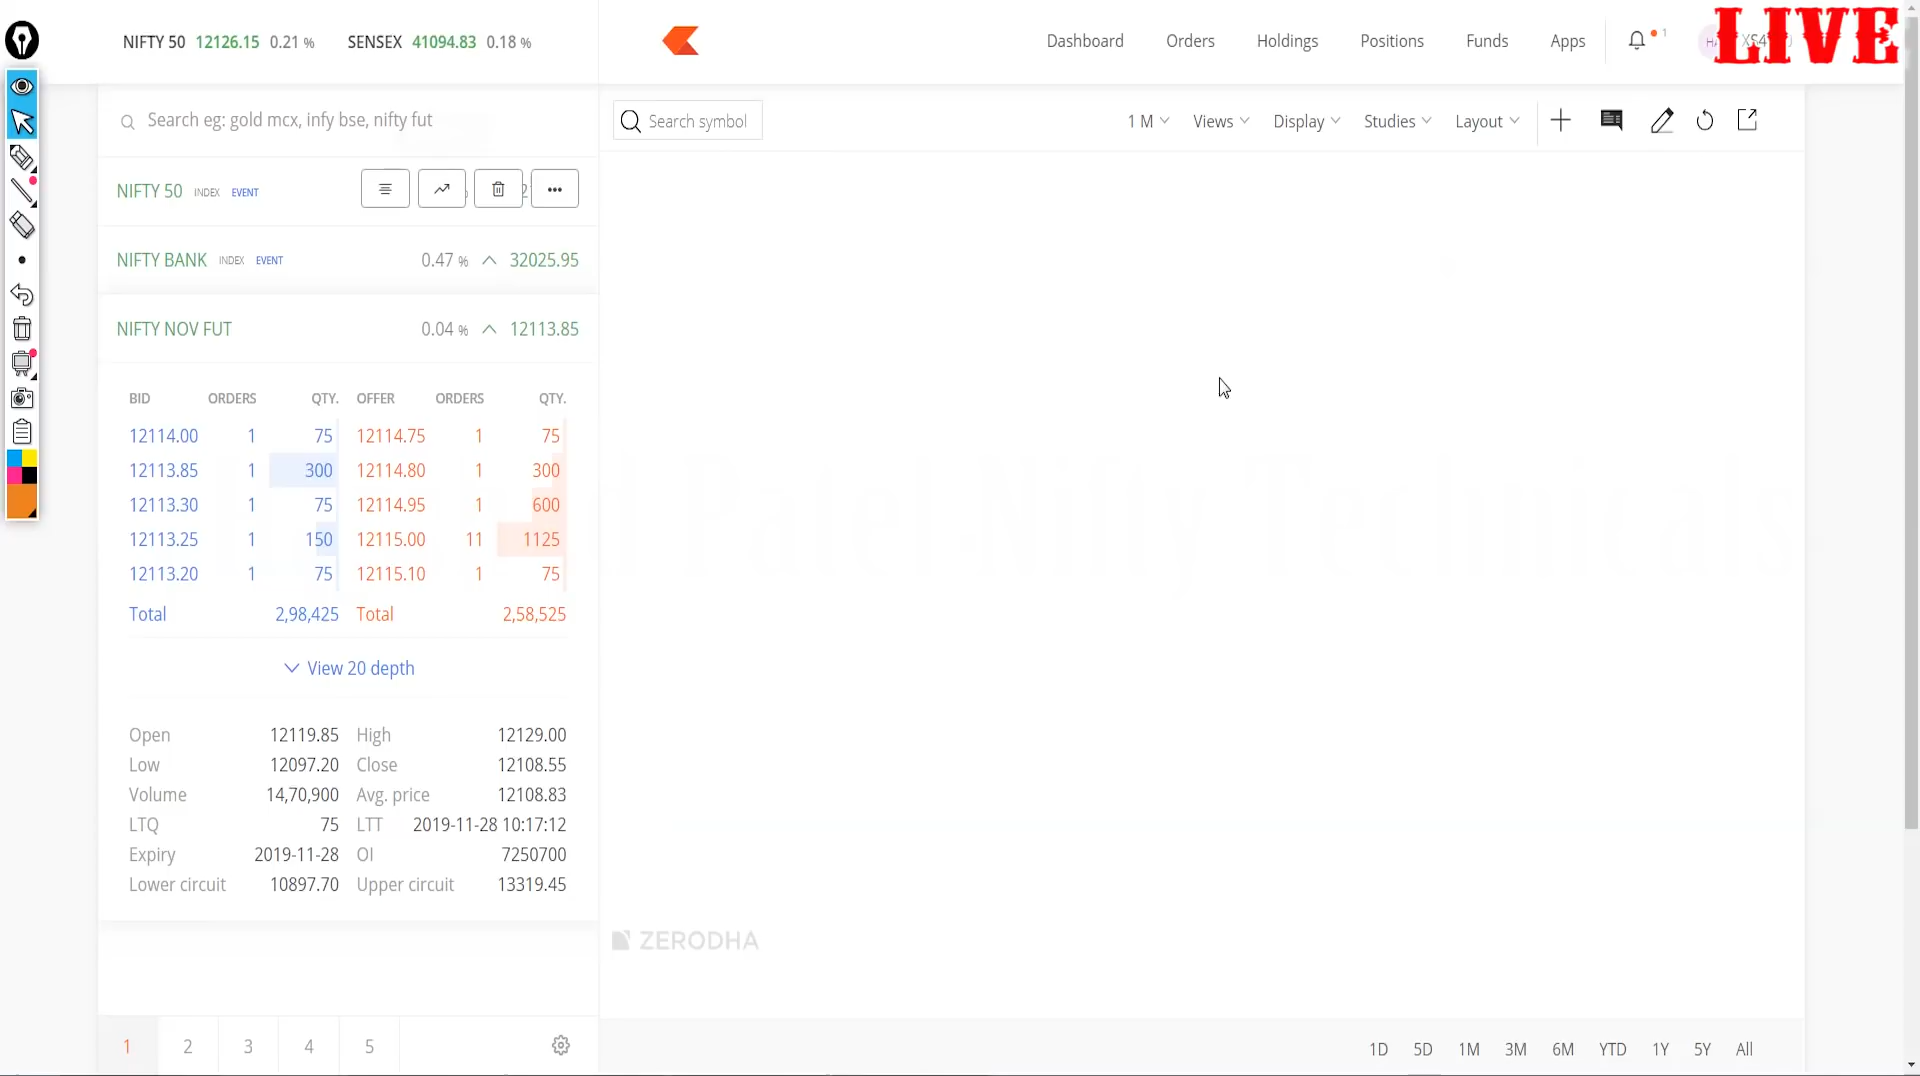 NIFTY 50 12126.15 0.21 % SENSEX 41094.83 0.18 %
Dashboard Orders Holdings Positions Funds Apps 1
LIVE
Search eg: gold mcx, infy bse, nifty fut
Search symbol 1 M Views Display Studies Layout
NIFTY 50 INDEX EVENT
NIFTY BANK INDEX EVENT 0.47 % 32025.95
NIFTY NOV FUT 0.04 % 12113.85
BID ORDERS QTY. OFFER ORDERS QTY.
12114.00 1 75 12114.75 1 75
12113.85 1 300 12114.80 1 300
12113.30 1 75 12114.95 1 600
12113.25 1 150 12115.00 11 1125
12113.20 1 75 12115.10 1 75
Patel-Nifty Technicals
Total 2,98,425 Total 2,58,525
View 20 depth
Open 12119.85 High 12129.00
Low 12097.20 Close 12108.55
Volume 14,70,900 Avg. price 12108.83
LTQ 75 LTT 2019-11-28 10:17:12
Expiry 2019-11-28 OI 7250700
Lower circuit 10897.70 Upper circuit 13319.45
ZERODHA
1 2 3 4 5
1D 5D 1M 3M 6M YTD 1Y 5Y All